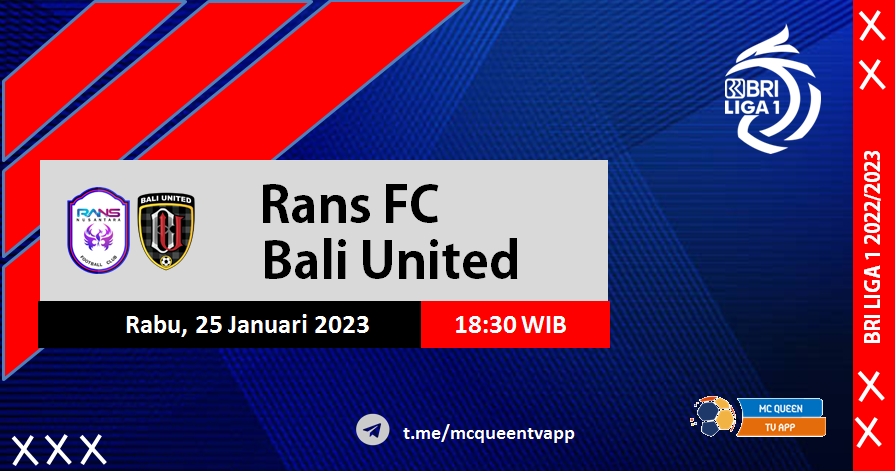 BRI
LIGA 1
BRI LIGA 1 2022/2023
RANS
NUSANTARA
FOOTBALL CLUB
BALI UNITED
Rans FC
Bali United
Rabu, 25 Januari 2023
18:30 WIB
t.me/mcqueentvapp
MC QUEEN
TV APP
XXX